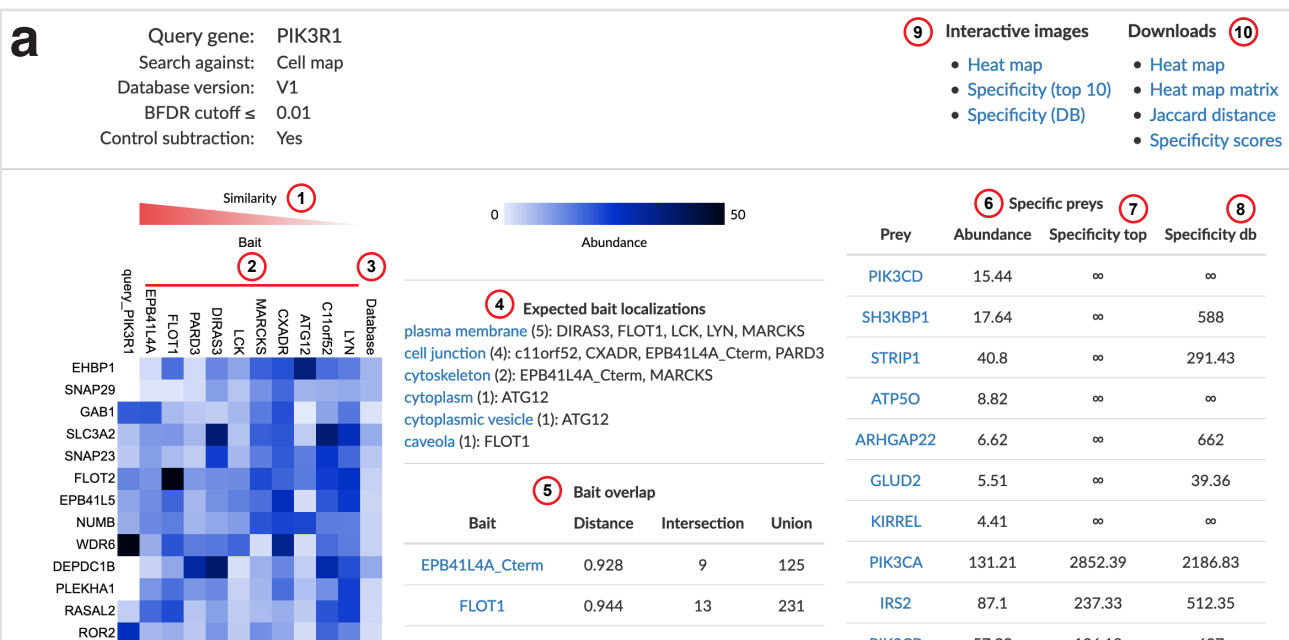 a
Query gene: PIK3R1
Search against: Cell map
Database version: V1
BFDR cutoff ≤ 0.01
Control subtraction: Yes
9 Interactive images
• Heat map
• Specificity (top 10)
• Specificity (DB)
Downloads 10
• Heat map
• Heat map matrix
• Jaccard distance
• Specificity scores
Similarity 1
Bait
2
3
query_PIK3R1
EPB41L4A
FLOT1
PARD3
DIRAS3
LCK
MARCKS
CXADR
ATG12
C11orf52
LYN
Database
EHBP1
SNAP29
GAB1
SLC3A2
SNAP23
FLOT2
EPB41L5
NUMB
WDR6
DEPDC1B
PLEKHA1
RASAL2
ROR2
0 50
Abundance
4 Expected bait localizations
plasma membrane (5): DIRAS3, FLOT1, LCK, LYN, MARCKS
cell junction (4): c11orf52, CXADR, EPB41L4A_Cterm, PARD3
cytoskeleton (2): EPB41L4A_Cterm, MARCKS
cytoplasm (1): ATG12
cytoplasmic vesicle (1): ATG12
caveola (1): FLOT1
5 Bait overlap
Bait Distance Intersection Union
EPB41L4A_Cterm 0.928 9 125
FLOT1 0.944 13 231
6 Specific preys 7 8
Prey Abundance Specificity top Specificity db
PIK3CD 15.44 ∞ ∞
SH3KBP1 17.64 ∞ 588
STRIP1 40.8 ∞ 291.43
ATP5O 8.82 ∞ ∞
ARHGAP22 6.62 ∞ 662
GLUD2 5.51 ∞ 39.36
KIRREL 4.41 ∞ ∞
PIK3CA 131.21 2852.39 2186.83
IRS2 87.1 237.33 512.35